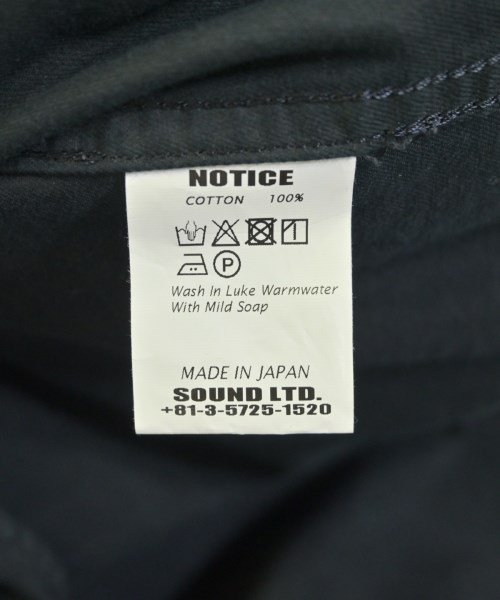 NOTICE
COTTON 100%
P
Wash In Luke Warmwater
With Mild Soap
MADE IN JAPAN
SOUND LTD.
+81-3-5725-1520